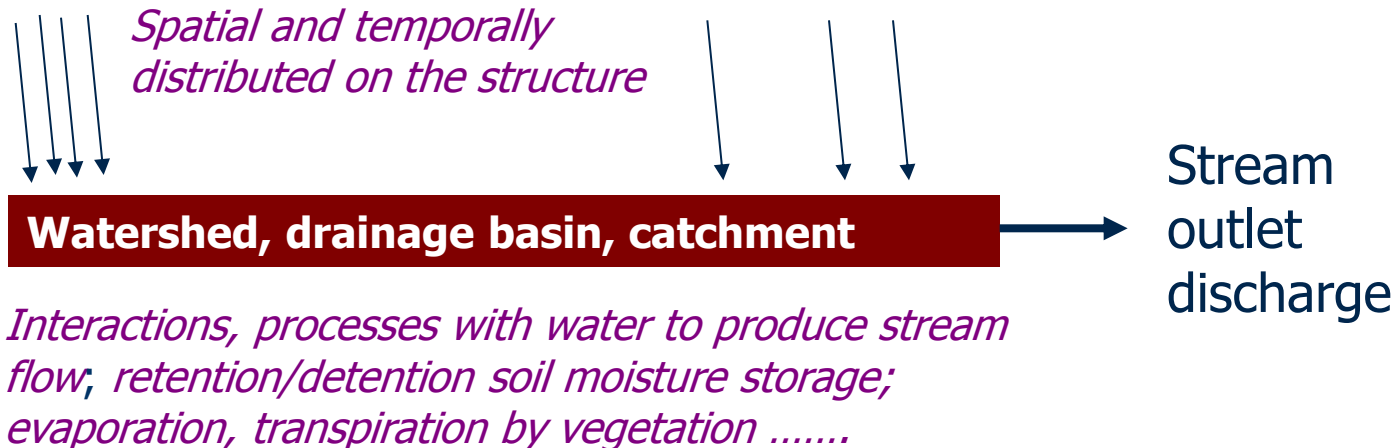 Spatial and temporally
distributed on the structure
Watershed, drainage basin, catchment
Stream
outlet
discharge
Interactions, processes with water to produce stream
flow; retention/detention soil moisture storage;
evaporation, transpiration by vegetation …….